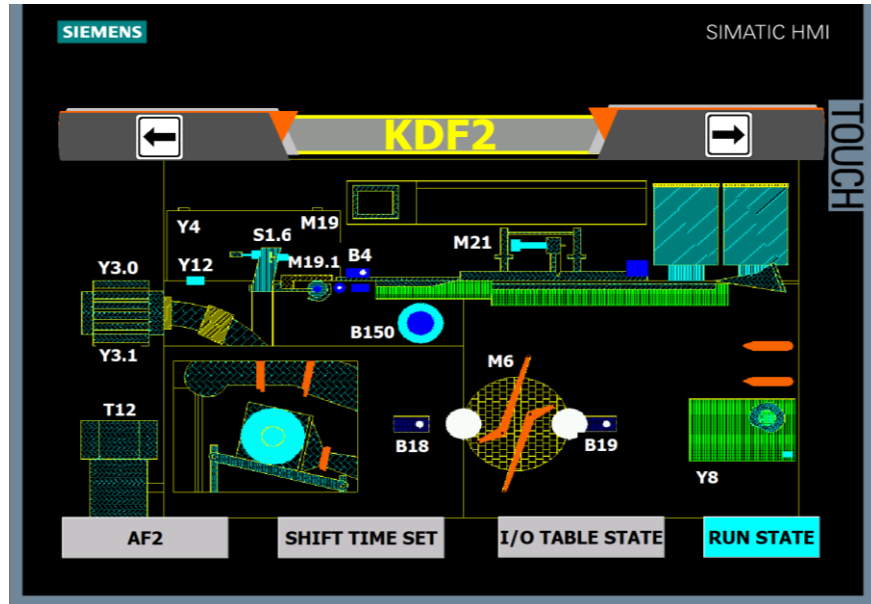 SIEMENS
SIMATIC HMI
TOUCH
KDF2
Y4
M19
S1.6
M21
B4
Y12
M19.1
Y3.0
B150
Y3.1
M6
T12
B18
B19
Y8
AF2
SHIFT TIME SET
I/O TABLE STATE
RUN STATE